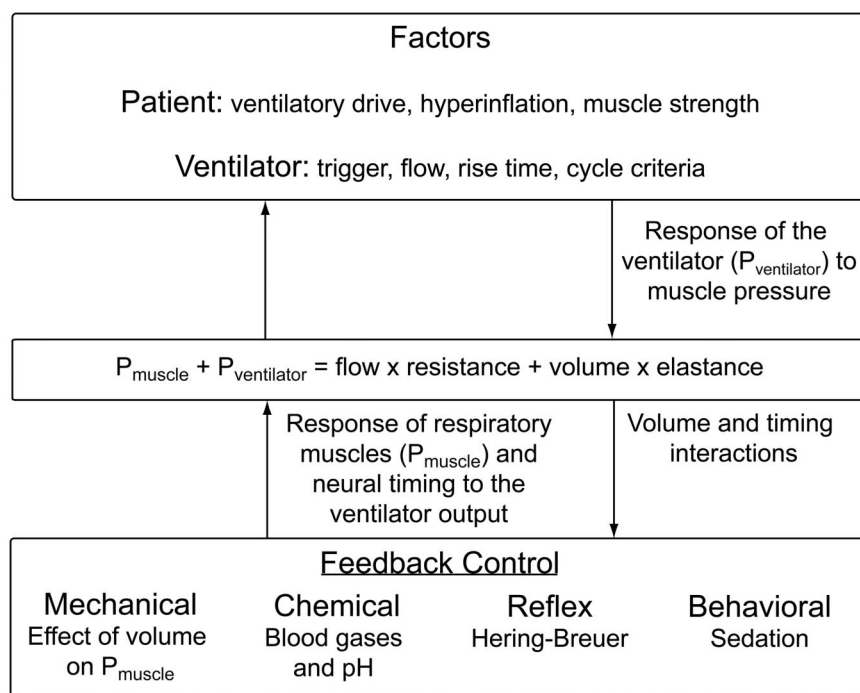 Factors
Patient: ventilatory drive, hyperinflation, muscle strength
Ventilator: trigger, flow, rise time, cycle criteria
Response of the
ventilator (Pventilator) to
muscle pressure
Pmuscle + Pventilator = flow x resistance + volume x elastance
Response of respiratory
muscles (Pmuscle) and
neural timing to the
ventilator output
Volume and timing
interactions
Feedback Control
Mechanical
Effect of volume
on Pmuscle
Chemical
Blood gases
and pH
Reflex
Hering-Breuer
Behavioral
Sedation